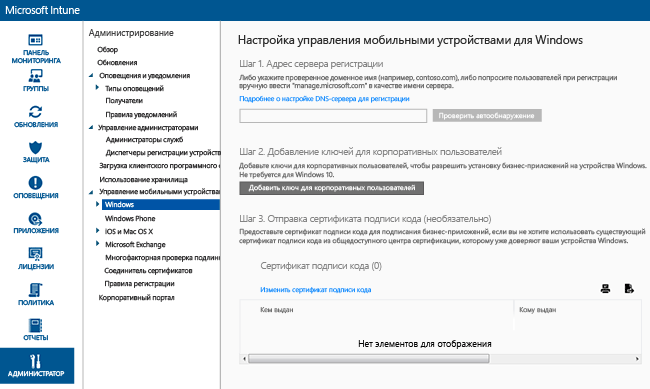 Microsoft Intune
ПАНЕЛЬ
МОНИТОРИНГА
ГРУППЫ
ОБНОВЛЕНИЯ
ЗАЩИТА
ОПОВЕЩЕНИЯ
ПРИЛОЖЕНИЯ
ЛИЦЕНЗИИ
ПОЛИТИКА
ОТЧЕТЫ
АДМИНИСТРАТОР
Администрирование
Обзор
Обновления
Оповещения и уведомления
Типы оповещений
Получатели
Правила уведомлений
Управление администраторами
Администраторы служб
Диспетчеры регистрации устройств
Загрузка клиентского программного о
Использование хранилища
Управление мобильными устройства
Windows
Windows Phone
iOS и Mac OS X
Microsoft Exchange
Многофакторная проверка подлин
Соединитель сертификатов
Правила регистрации
Корпоративный портал
Настройка управления мобильными устройствами для Windows
Шаг 1. Адрес сервера регистрации
Либо укажите проверенное доменное имя (например, contoso.com), либо попросите пользователей при регистрации
вручную ввести "manage.microsoft.com" в качестве имени сервера.
Подробнее о настройке DNS-сервера для регистрации
Проверить автообнаружение
Шаг 2. Добавление ключей для корпоративных пользователей
Добавьте ключи для корпоративных пользователей, чтобы разрешить установку бизнес-приложений на устройства Windows.
Не требуется для Windows 10.
Добавить ключ для корпоративных пользователей
Шаг 3. Отправка сертификата подписи кода (необязательно)
Предоставьте сертификат подписи кода для подписания бизнес-приложений, если вы не хотите использовать существующий
сертификат подписи кода из общедоступного центра сертификации, которому уже доверяют ваши устройства Windows.
Сертификат подписи кода (0)
Изменить сертификат подписи кода
Кем выдан
Кому выдан
Нет элементов для отображения